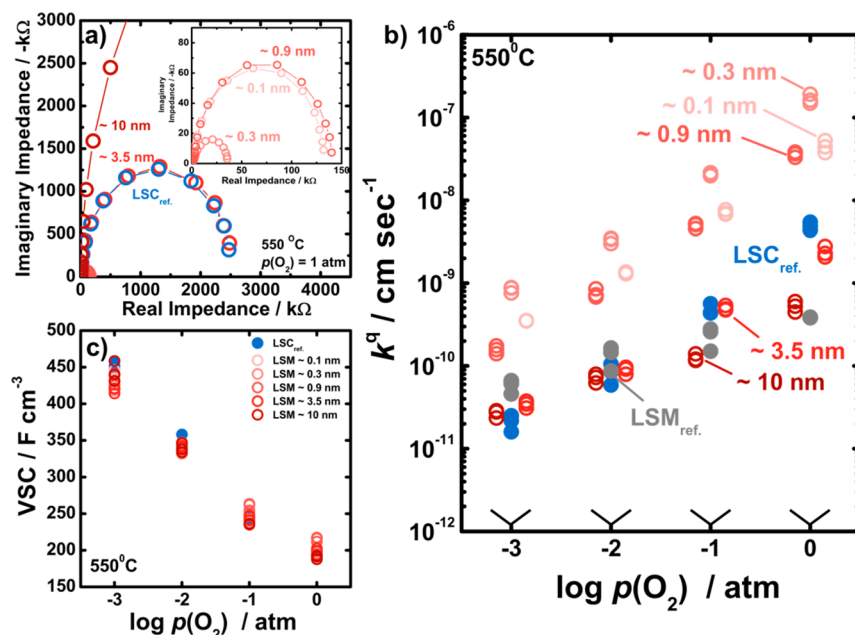 a)
Imaginary Impedance / -kΩ
3000
2500
2000
1500
1000
500
0
0 1000 2000 3000 4000
Real Impedance / kΩ
~ 10 nm
~ 3.5 nm
LSCref.
550 °C
p(O2) = 1 atm
Imaginary
Impedance / -kΩ
80
60
40
20
0
0 50 100 150
Real Impedance / kΩ
~ 0.9 nm
~ 0.1 nm
~ 0.3 nm
b)
550⁰C
kq / cm sec-1
10-6
10-7
10-8
10-9
10-10
10-11
10-12
-3 -2 -1 0
log p(O2) / atm
~ 0.3 nm
~ 0.1 nm
~ 0.9 nm
LSCref.
~ 3.5 nm
~ 10 nm
LSMref.
c)
VSC / F cm-3
500
450
400
350
300
250
200
150
-3 -2 -1 0
log p(O2) / atm
550⁰C
LSCref.
LSM ~ 0.1 nm
LSM ~ 0.3 nm
LSM ~ 0.9 nm
LSM ~ 3.5 nm
LSM ~ 10 nm